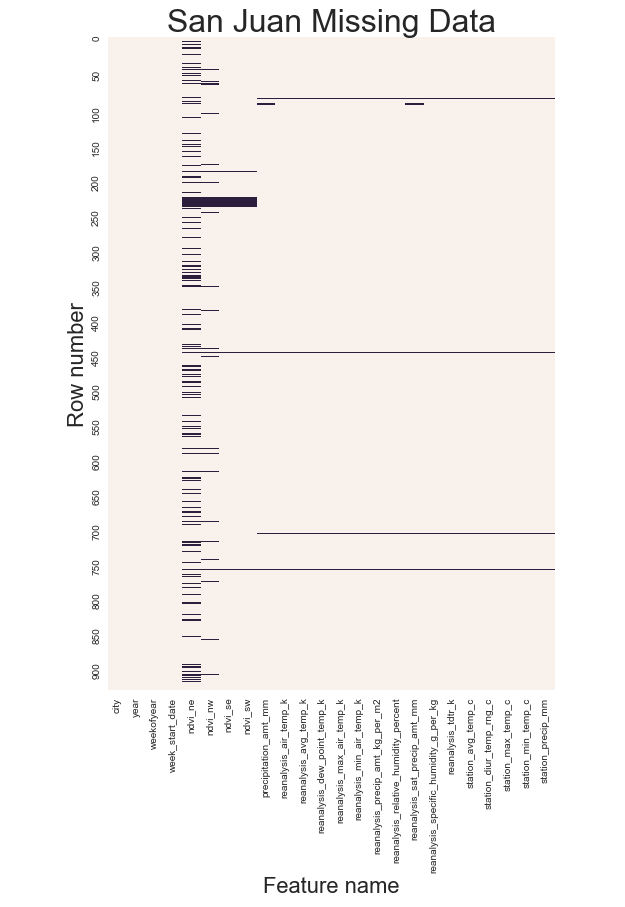 San Juan Missing Data
Row number
0
50
100
150
200
250
300
350
400
450
500
550
600
650
700
750
800
850
900
city
year
weekofyear
week_start_date
ndvi_ne
ndvi_nw
ndvi_se
ndvi_sw
precipitation_amt_mm
reanalysis_air_temp_k
reanalysis_avg_temp_k
reanalysis_dew_point_temp_k
reanalysis_max_air_temp_k
reanalysis_min_air_temp_k
reanalysis_precip_amt_kg_per_m2
reanalysis_relative_humidity_percent
reanalysis_sat_precip_amt_mm
reanalysis_specific_humidity_g_per_kg
reanalysis_tdtr_k
station_avg_temp_c
station_diur_temp_rng_c
station_max_temp_c
station_min_temp_c
station_precip_mm
Feature name